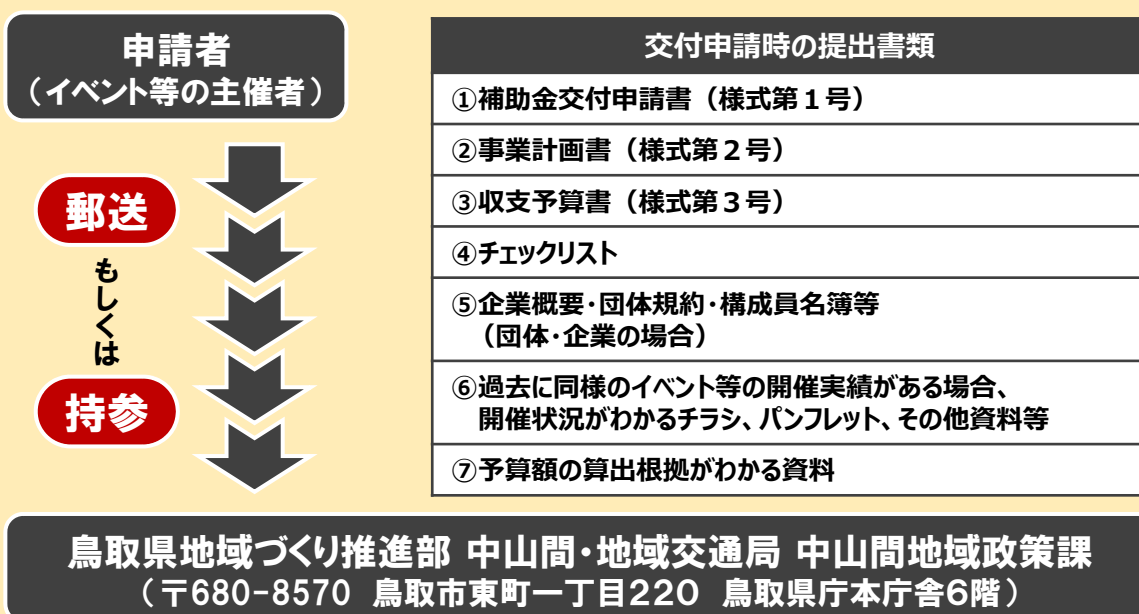 申請者
（イベント等の主催者）
郵送
もしくは
持参
交付申請時の提出書類
①補助金交付申請書（様式第１号）
②事業計画書（様式第２号）
③収支予算書（様式第３号）
④チェックリスト
⑤企業概要・団体規約・構成員名簿等
（団体・企業の場合）
⑥過去に同様のイベント等の開催実績がある場合、
開催状況がわかるチラシ、パンフレット、その他資料等
⑦予算額の算出根拠がわかる資料
鳥取県地域づくり推進部 中山間・地域交通局 中山間地域政策課
（〒680-8570 鳥取市東町一丁目220 鳥取県庁本庁舎6階）